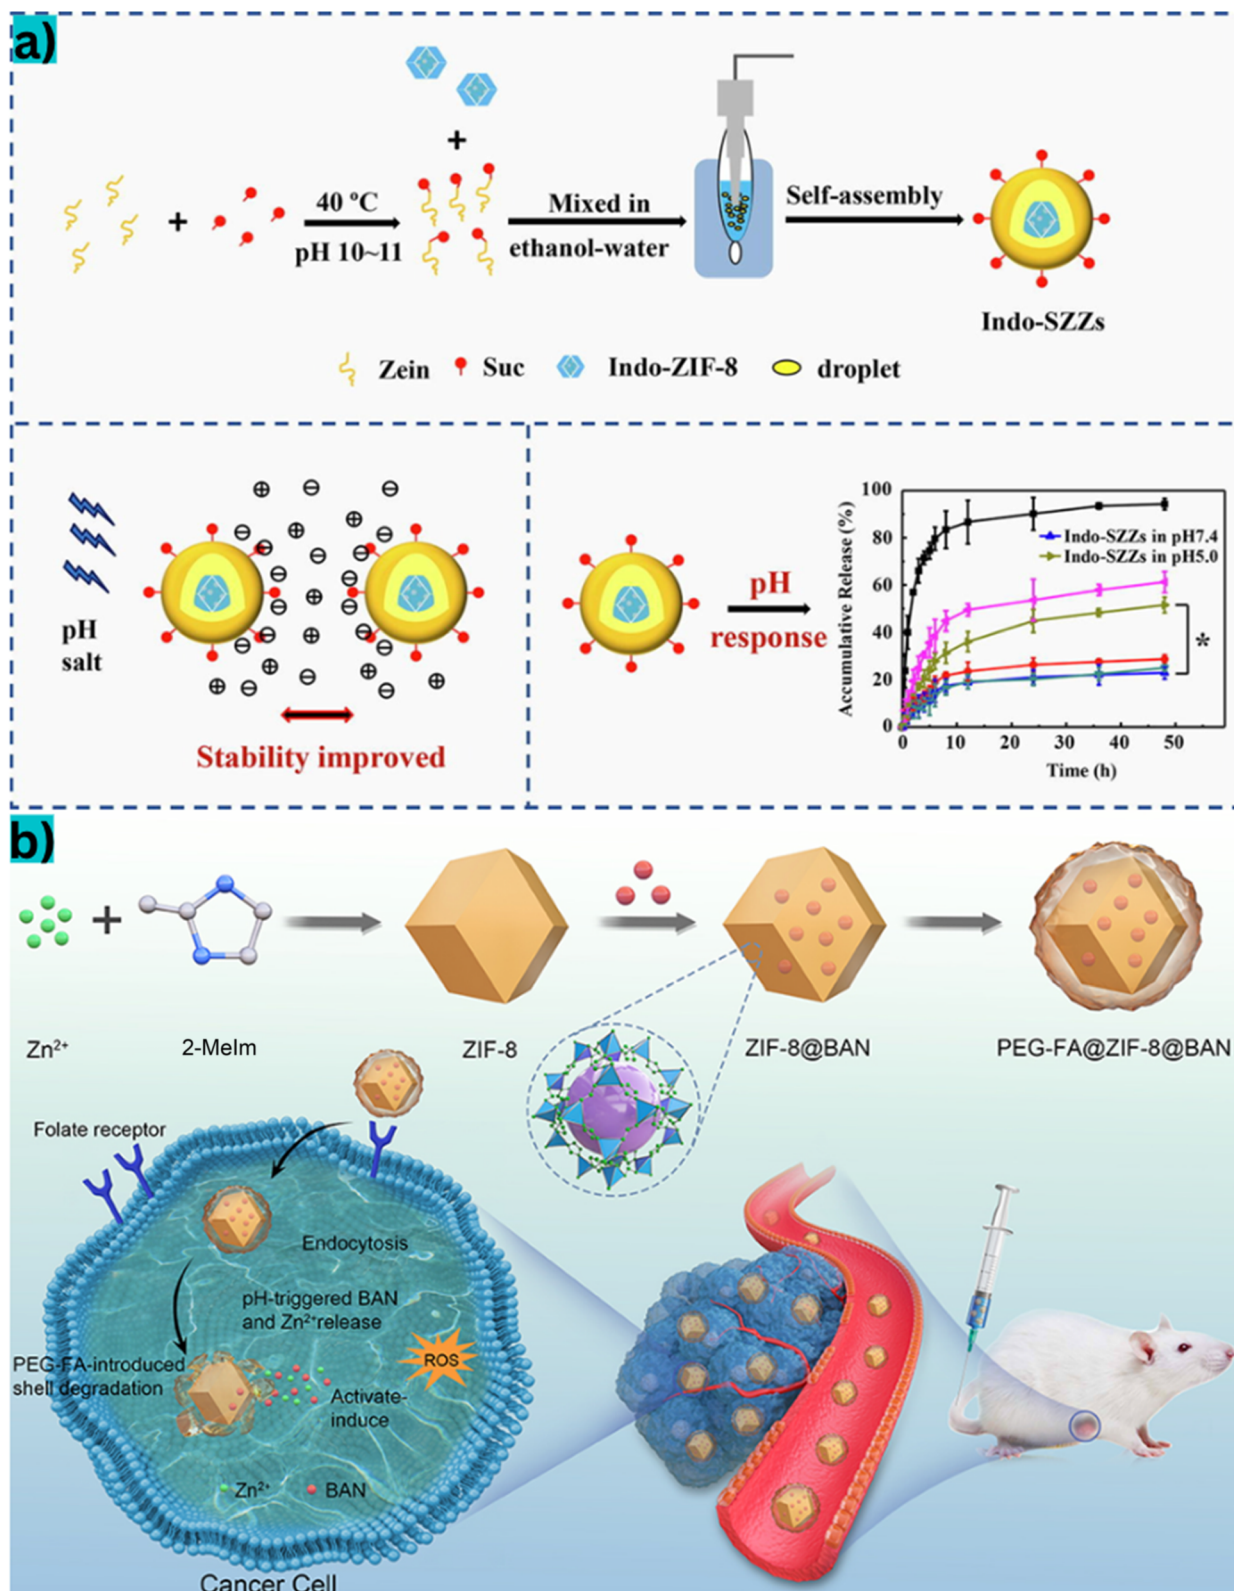 a)
+
+
40 °C
pH 10~11
Mixed in
ethanol-water
Self-assembly
Indo-SZZs
Zein
Suc
Indo-ZIF-8
droplet
pH
salt
Stability improved
pH
response
Accumulative Release (%)
100
80
60
40
20
0
Indo-SZZs in pH7.4
Indo-SZZs in pH5.0
*
0
10
20
30
40
50
Time (h)
b)
+
Zn²⁺
2-MeIm
ZIF-8
ZIF-8@BAN
PEG-FA@ZIF-8@BAN
Folate receptor
Endocytosis
pH-triggered BAN
and Zn²⁺release
ROS
PEG-FA-introduced
shell degradation
Activate-
induce
Zn²⁺
BAN
Cancer Cell